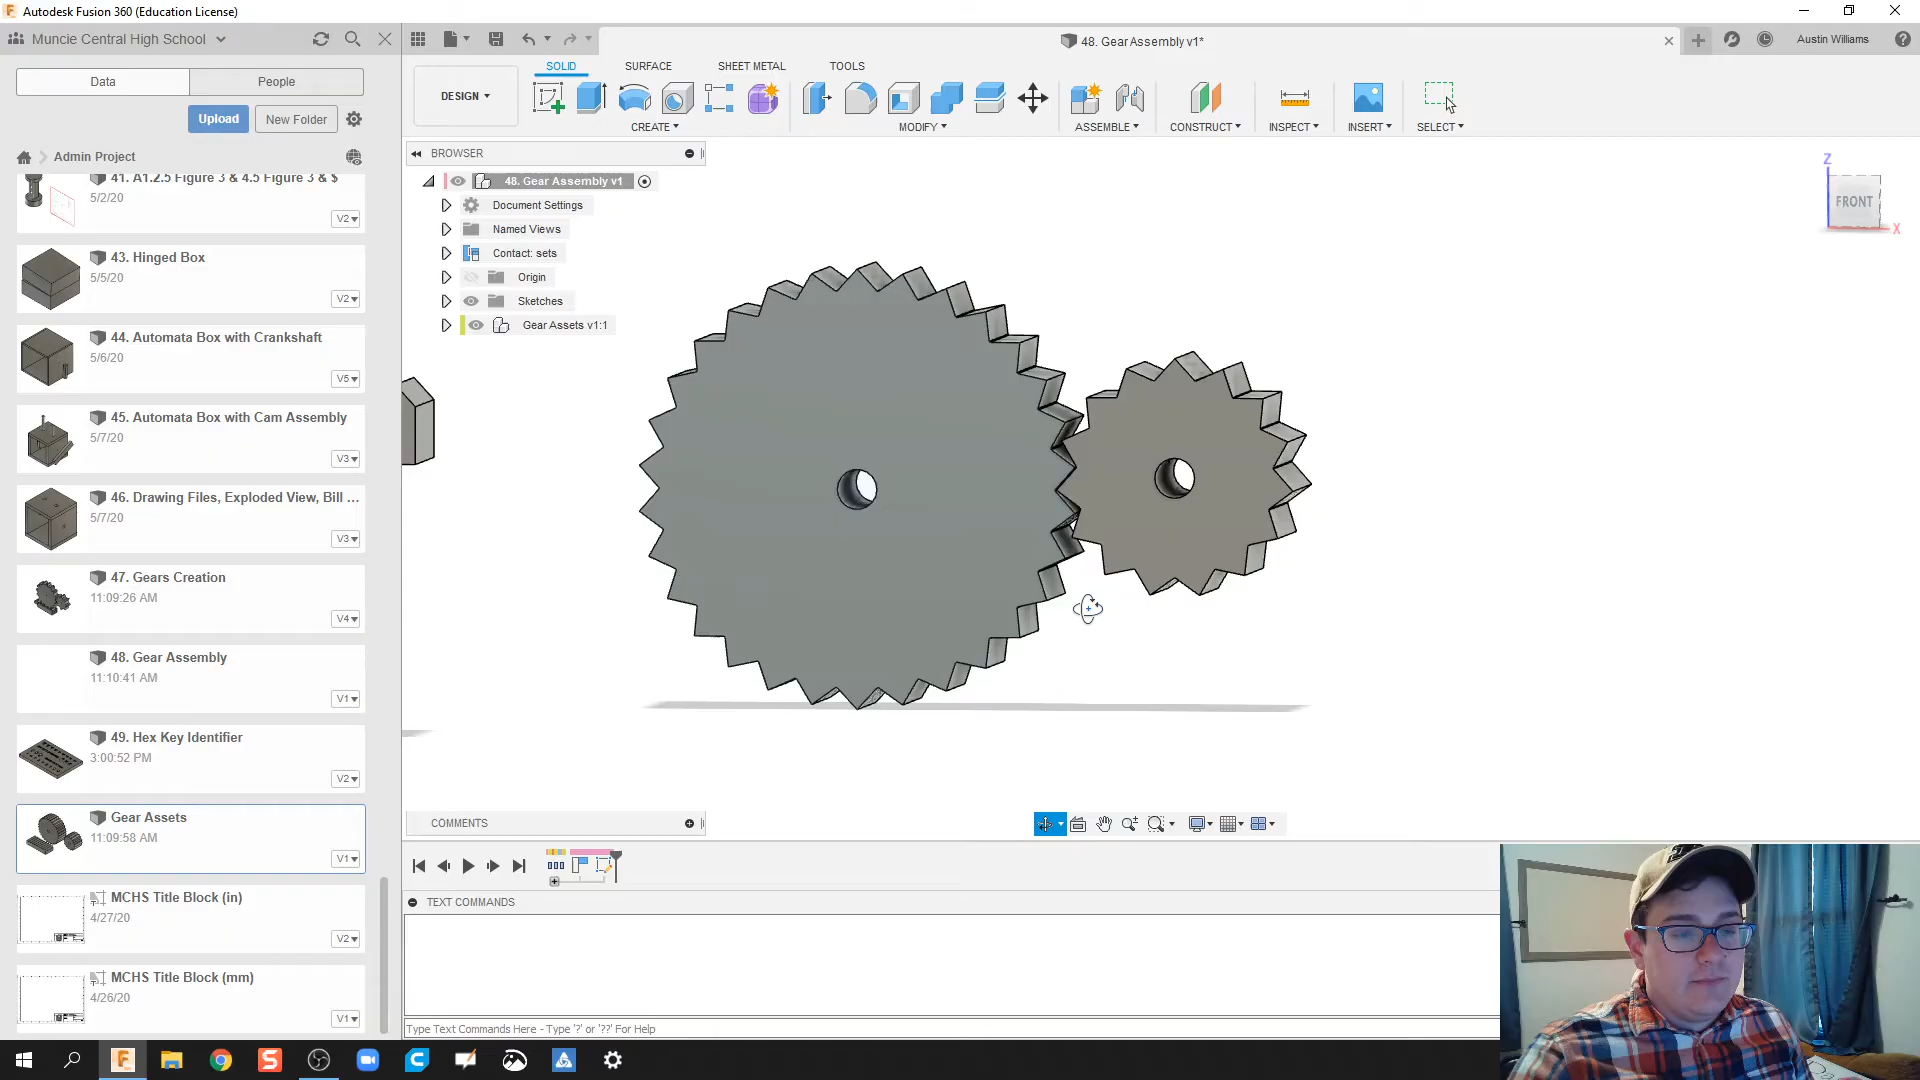 Autodesk Fusion 360 (Education License)
Muncie Central High School
48. Gear Assembly v1*
Austin Williams
Data
People
Upload
New Folder
Admin Project
41. A1.2.5 Figure 3 & 4.5 Figure 3 & $
5/2/20
V2
43. Hinged Box
5/5/20
V2
44. Automata Box with Crankshaft
5/6/20
V5
45. Automata Box with Cam Assembly
5/7/20
V3
46. Drawing Files, Exploded View, Bill ...
5/7/20
V3
47. Gears Creation
11:09:26 AM
V4
48. Gear Assembly
11:10:41 AM
V1
49. Hex Key Identifier
3:00:52 PM
V2
Gear Assets
11:09:58 AM
V1
MCHS Title Block (in)
4/27/20
V2
MCHS Title Block (mm)
4/26/20
V1
DESIGN
SOLID
SURFACE
SHEET METAL
TOOLS
CREATE
MODIFY
ASSEMBLE
CONSTRUCT
INSPECT
INSERT
SELECT
BROWSER
48. Gear Assembly v1
Document Settings
Named Views
Contact: sets
Origin
Sketches
Gear Assets v1:1
Z
FRONT
X
COMMENTS
TEXT COMMANDS
Type Text Commands Here - Type '?' or '??' For Help